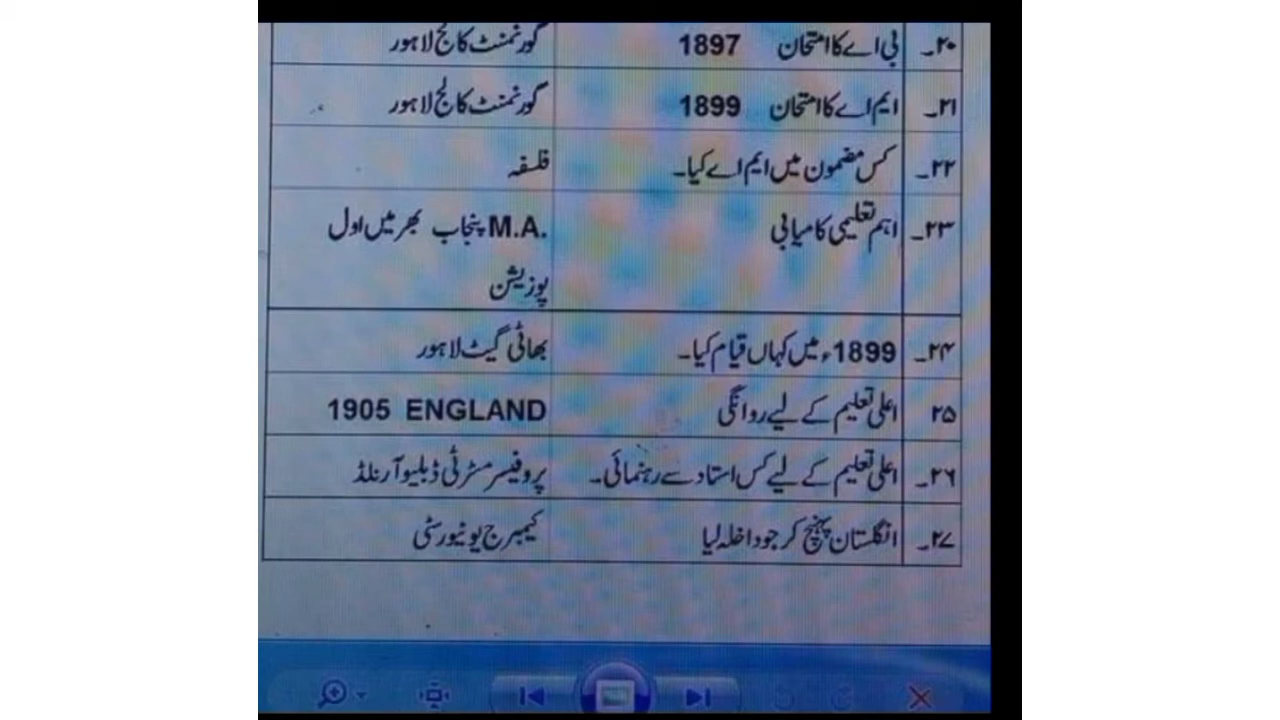 ۲۰۔ بی اے کا امتحان 1897 گورنمنٹ کالج لاہور
۲۱۔ ایم اے کا امتحان 1899 گورنمنٹ کالج لاہور
۲۲۔ کس مضمون میں ایم اے کیا۔ فلسفہ
۲۳۔ اہم تعلیمی کامیابی M.A. پنجاب بھر میں اول
پوزیشن
۲۴۔ 1899ء میں کہاں قیام کیا۔ بھاٹی گیٹ لاہور
۲۵ اعلیٰ تعلیم کے لیے روانگی 1905 ENGLAND
۲۶۔ اعلیٰ تعلیم کے لیے کس استاد سے رہنمائی۔ پروفیسر مسٹر ٹی ڈبلیو آرنلڈ
۲۷۔ انگلستان پہنچ کر جو داخلہ لیا کیمبرج یونیورسٹی